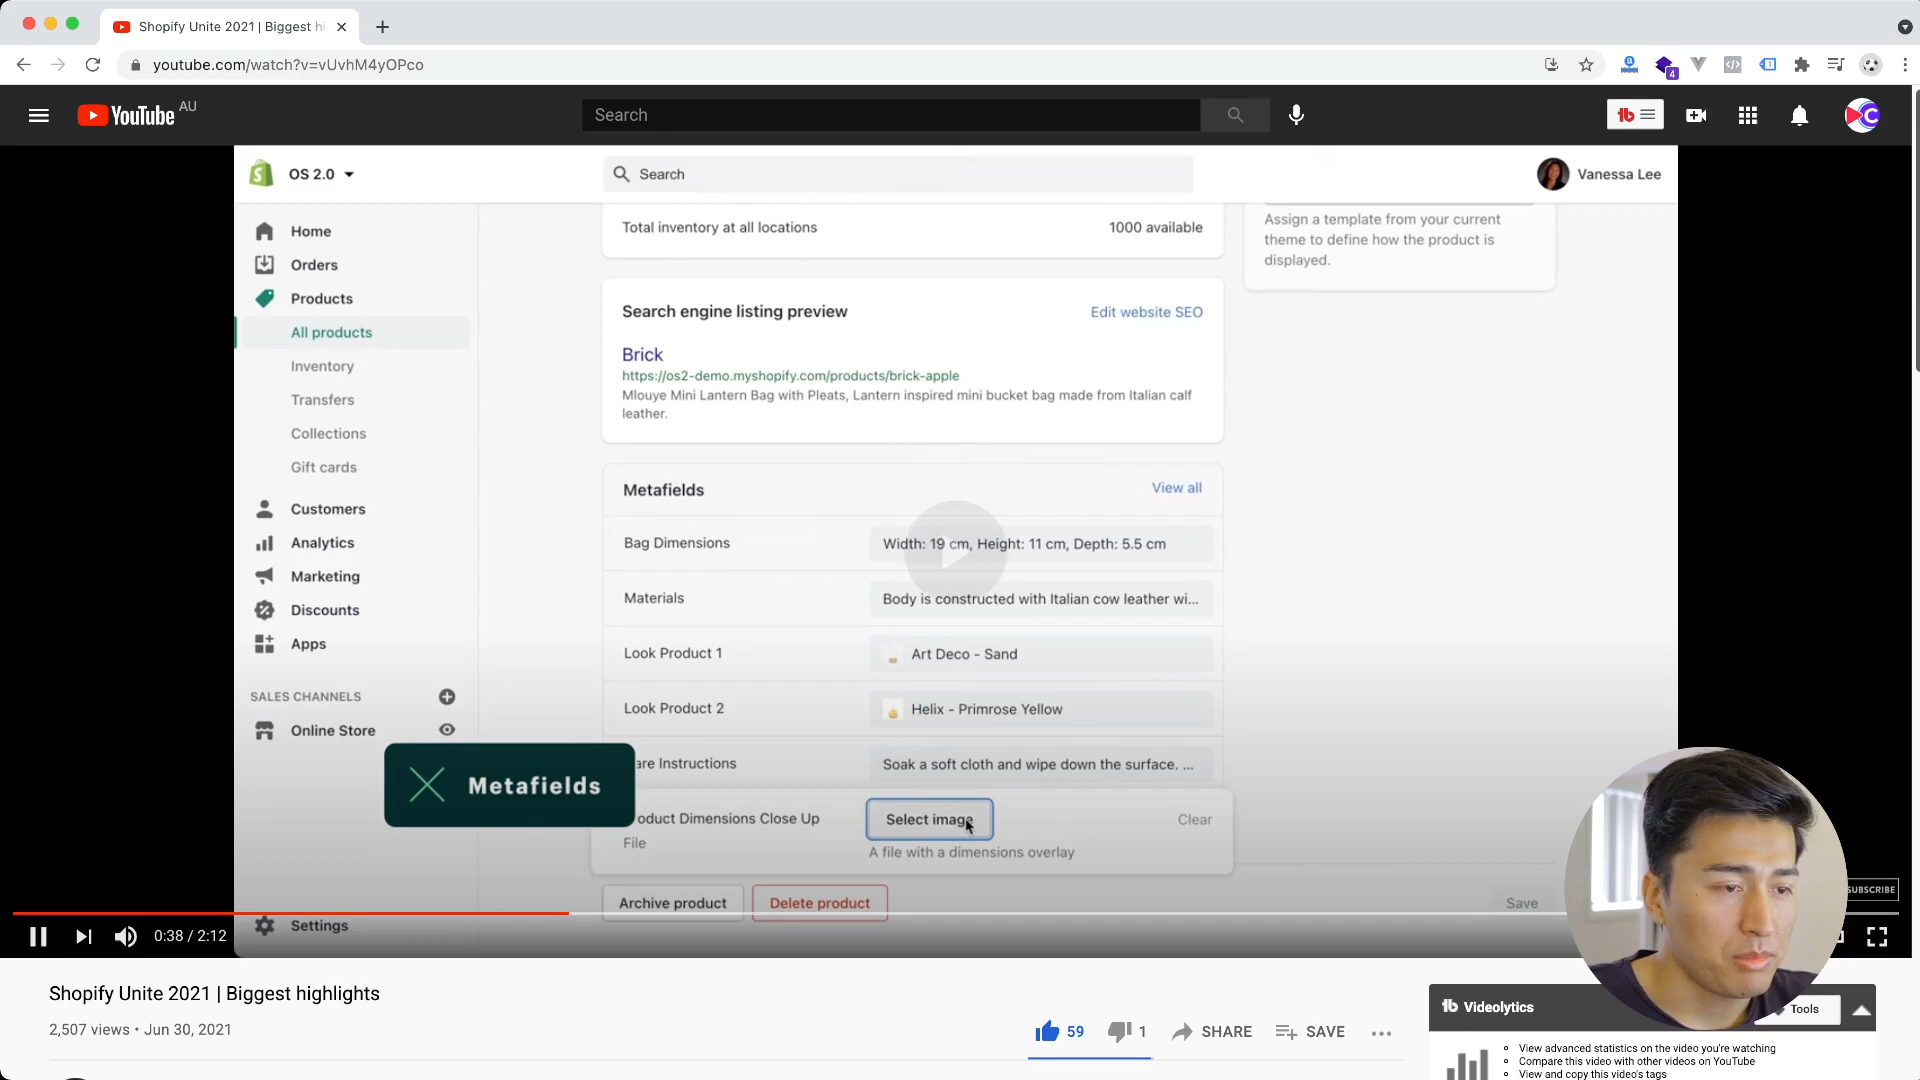 Shopify Unite 2021 | Biggest hi
youtube.com/watch?v=vUvhM4yOPco
4
YouTube AU
Search
OS 2.0
Search
Vanessa Lee
Home
Orders
Products
All products
Inventory
Transfers
Collections
Gift cards
Customers
Analytics
Marketing
Discounts
Apps
SALES CHANNELS
Online Store
Settings
Total inventory at all locations 1000 available
Assign a template from your current
theme to define how the product is
displayed.
Search engine listing preview Edit website SEO
Brick
https://os2-demo.myshopify.com/products/brick-apple
Mlouye Mini Lantern Bag with Pleats, Lantern inspired mini bucket bag made from Italian calf
leather.
Metafields View all
Bag Dimensions Width: 19 cm, Height: 11 cm, Depth: 5.5 cm
Materials Body is constructed with Italian cow leather wi...
Look Product 1 Art Deco - Sand
Look Product 2 Helix - Primrose Yellow
are Instructions Soak a soft cloth and wipe down the surface. ...
Metafields
oduct Dimensions Close Up Select image Clear
File
A file with a dimensions overlay
Archive product Delete product Save
SUBSCRIBE
0:38 / 2:12
Shopify Unite 2021 | Biggest highlights
2,507 views • Jun 30, 2021
59 1 SHARE SAVE
tb Videolytics
Tools
View advanced statistics on the video you're watching
Compare this video with other videos on YouTube
View and copy this video's tags